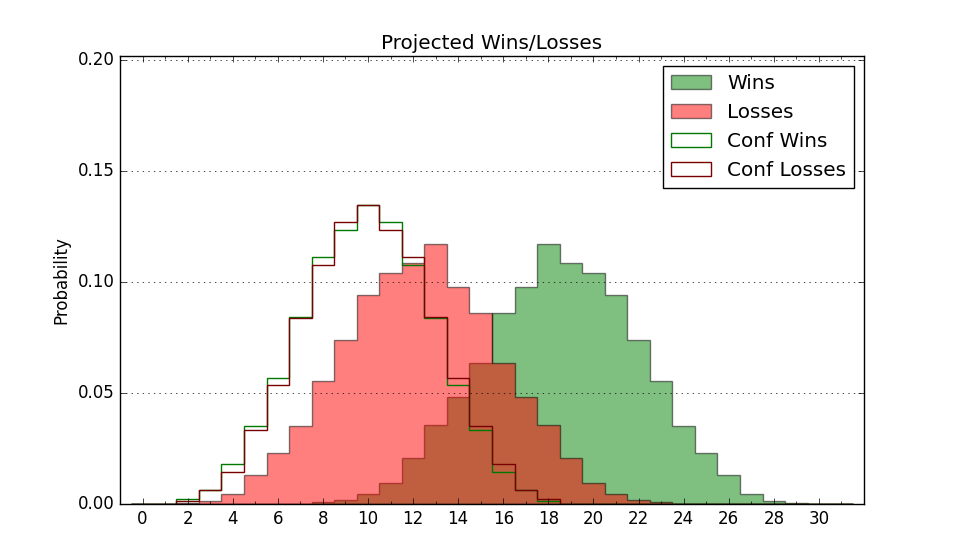 Projected Wins/Losses
0.20
0.15
0.10
0.05
0.00
Probability
Wins
Losses
Conf Wins
Conf Losses
0 2 4 6 8 10 12 14 16 18 20 22 24 26 28 30